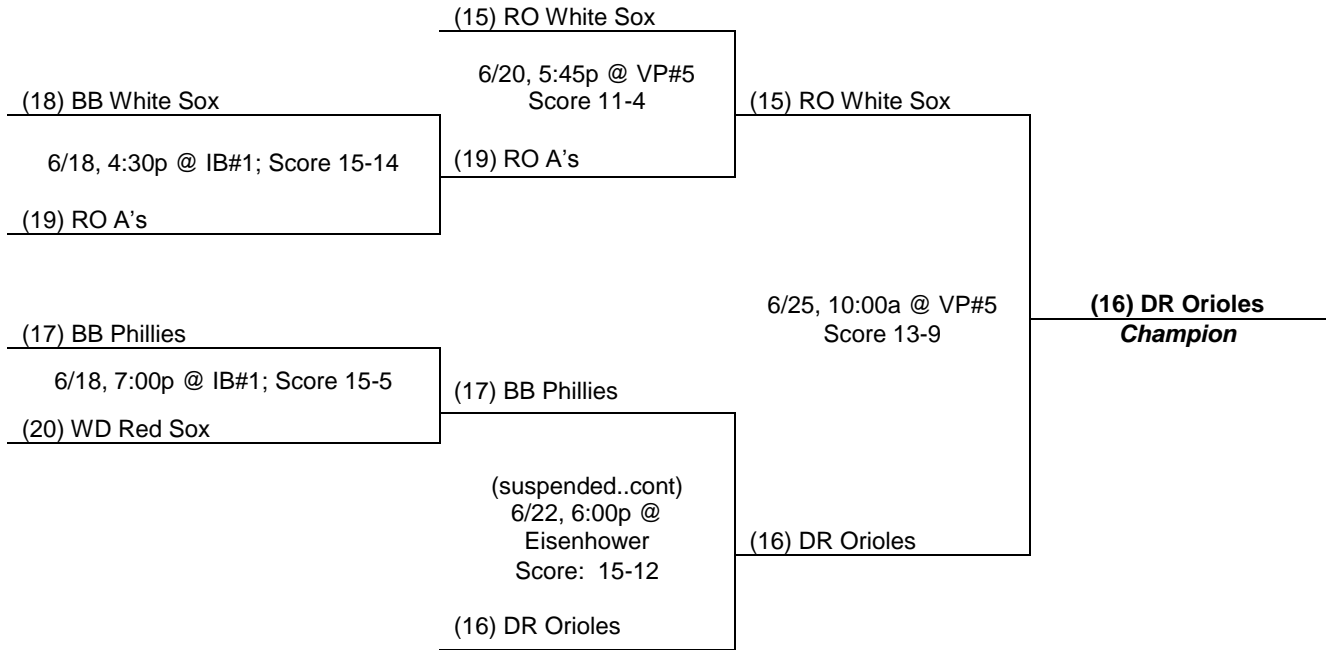 (15) RO White Sox
6/20, 5:45p @ VP#5
Score 11-4
(18) BB White Sox
(15) RO White Sox
6/18, 4:30p @ IB#1; Score 15-14
(19) RO A’s
(19) RO A’s
6/25, 10:00a @ VP#5
Score 13-9
(16) DR Orioles
Champion
(17) BB Phillies
6/18, 7:00p @ IB#1; Score 15-5
(17) BB Phillies
(20) WD Red Sox
(suspended..cont)
6/22, 6:00p @
Eisenhower
Score:  15-12
(16) DR Orioles
(16) DR Orioles